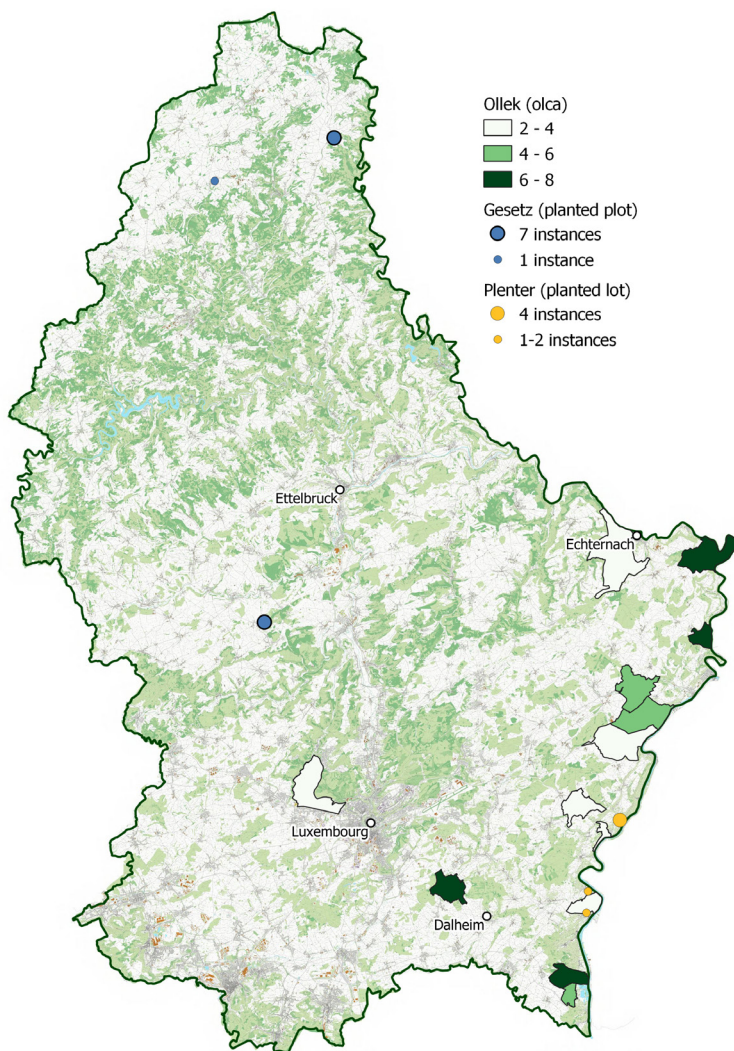 Ollek (olca)
2 - 4
4 - 6
6 - 8
Gesetz (planted plot)
7 instances
1 instance
Plenter (planted lot)
4 instances
1-2 instances
Ettelbruck
Echternach
Luxembourg
Dalheim